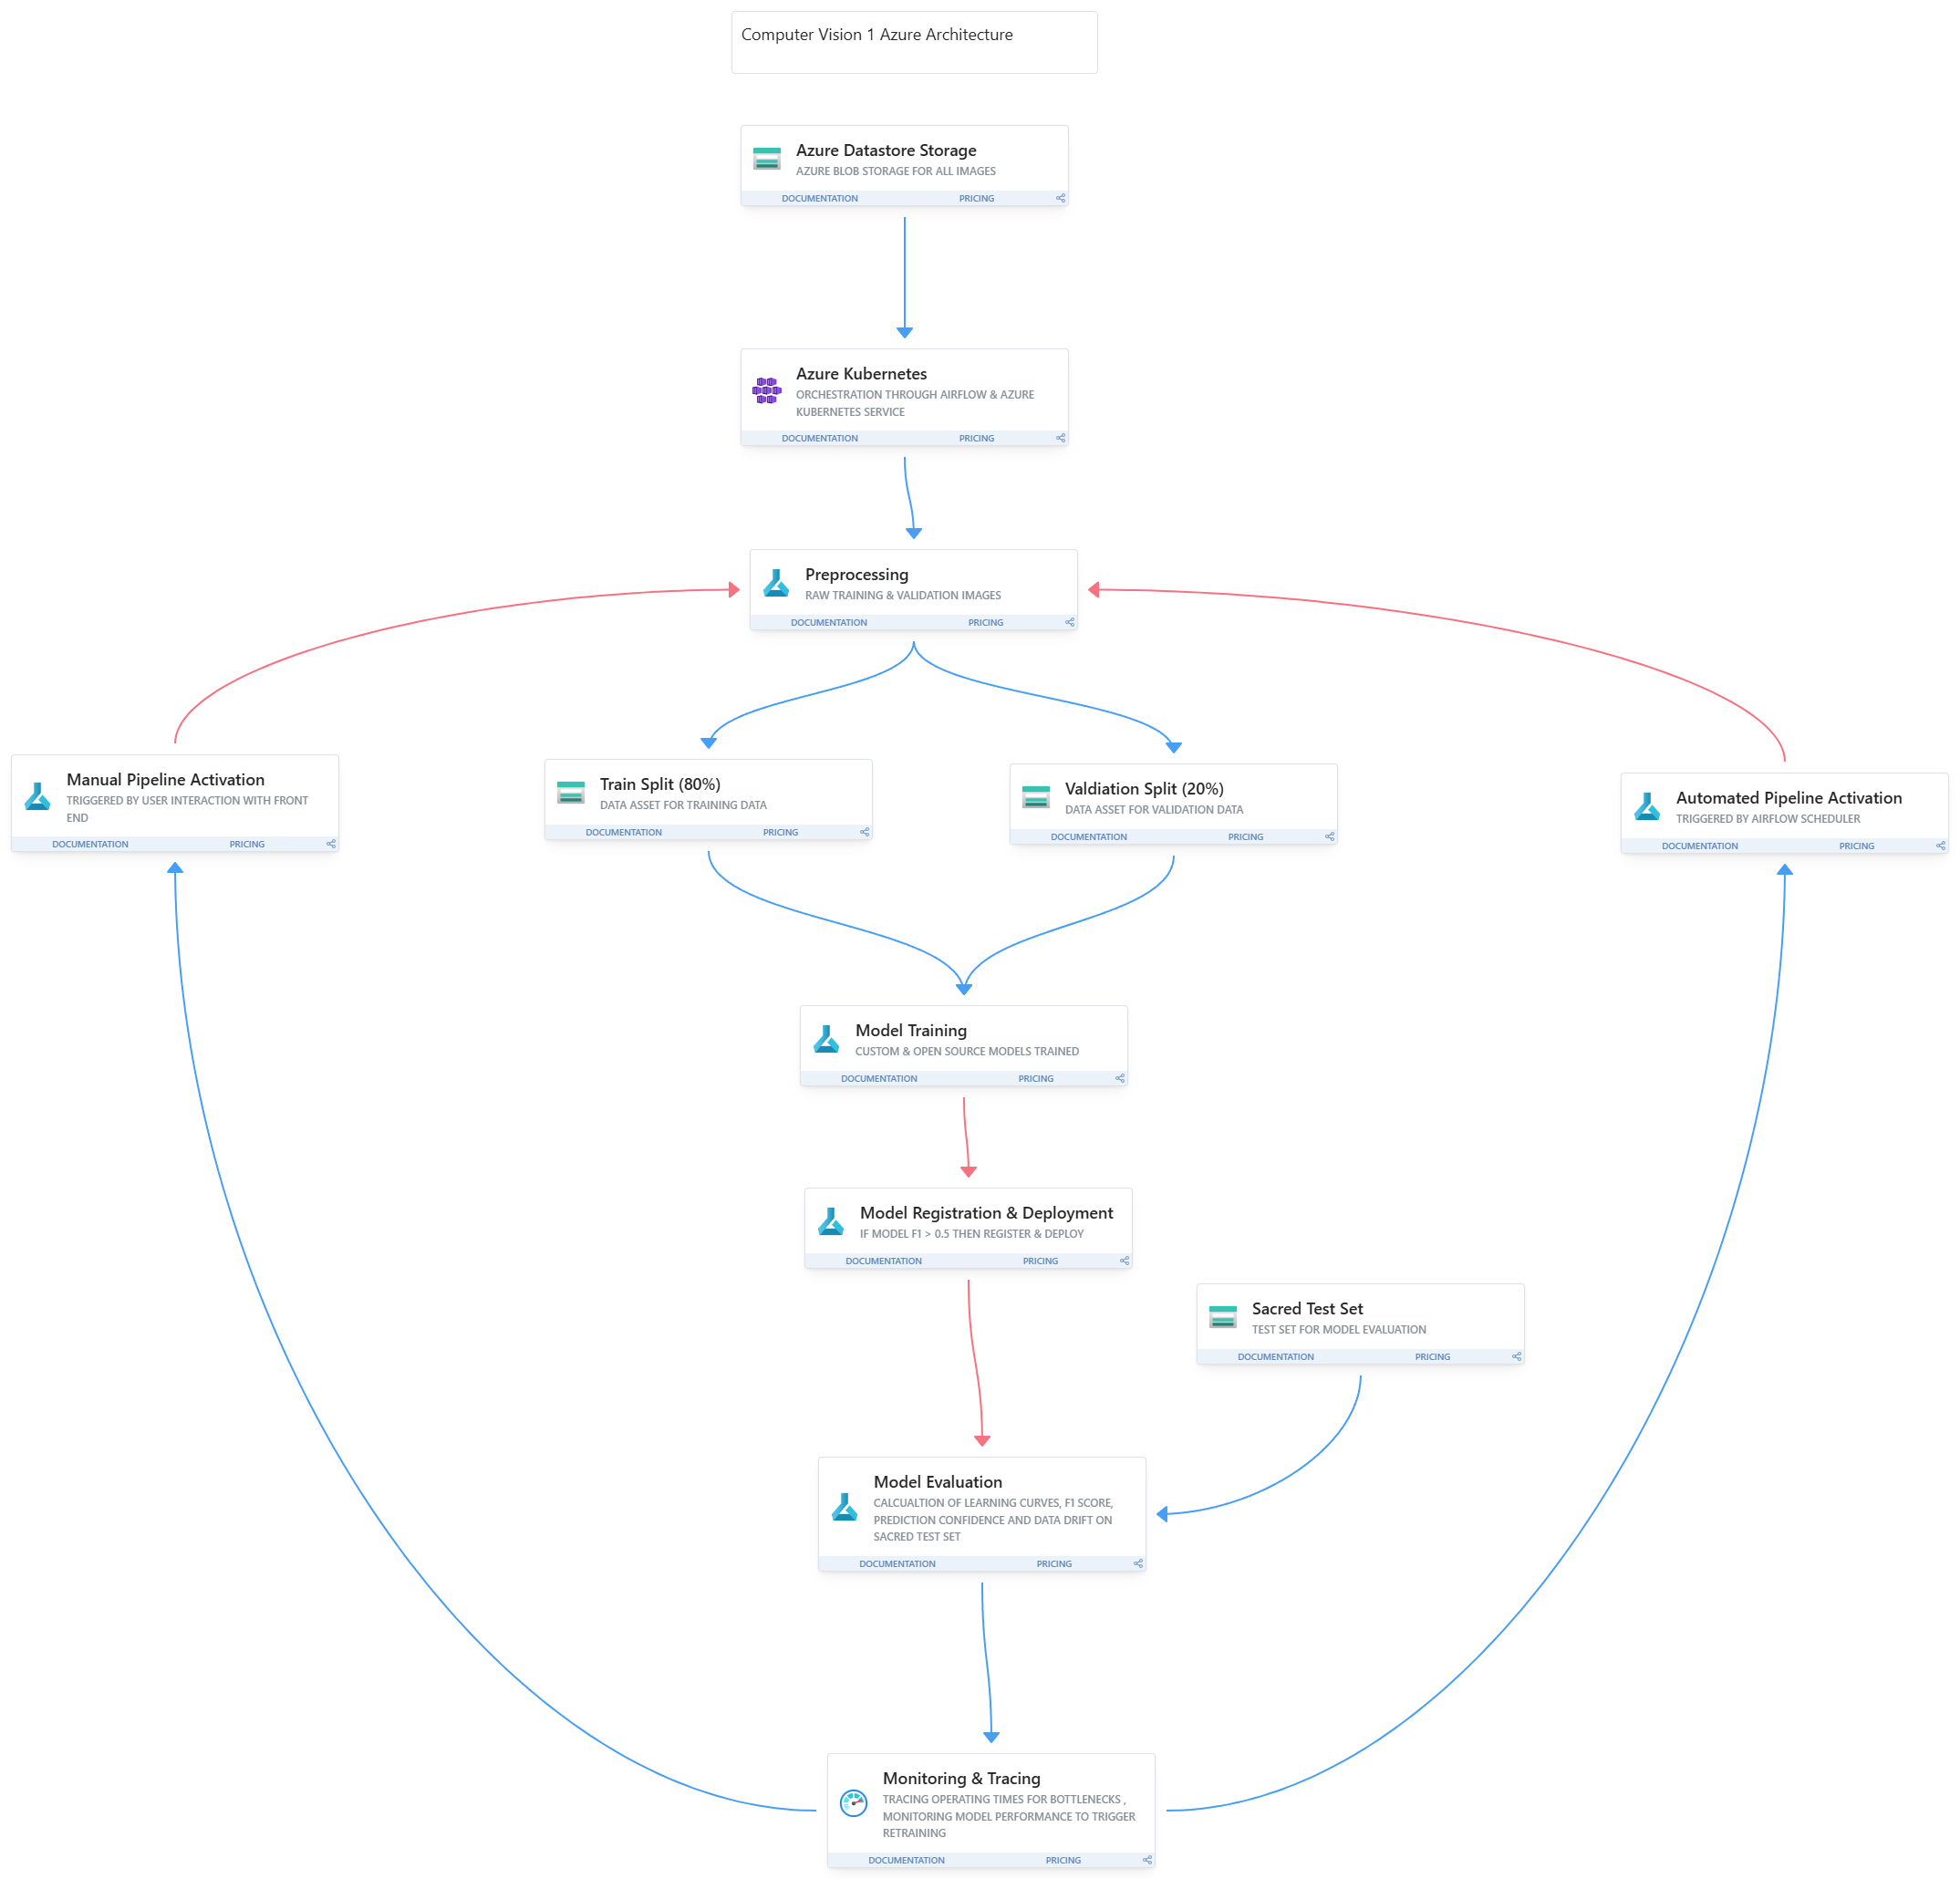 Computer Vision 1 Azure Architecture
Azure Datastore Storage
AZURE BLOB STORAGE FOR ALL IMAGES
DOCUMENTATION PRICING
Azure Kubernetes
ORCHESTRATION THROUGH AIRFLOW & AZURE
KUBERNETES SERVICE
DOCUMENTATION PRICING
Preprocessing
RAW TRAINING & VALIDATION IMAGES
DOCUMENTATION PRICING
Manual Pipeline Activation
TRIGGERED BY USER INTERACTION WITH FRONT
END
DOCUMENTATION PRICING
Train Split (80%)
DATA ASSET FOR TRAINING DATA
DOCUMENTATION PRICING
Valdiation Split (20%)
DATA ASSET FOR VALIDATION DATA
DOCUMENTATION PRICING
Automated Pipeline Activation
TRIGGERED BY AIRFLOW SCHEDULER
DOCUMENTATION PRICING
Model Training
CUSTOM & OPEN SOURCE MODELS TRAINED
DOCUMENTATION PRICING
Model Registration & Deployment
IF MODEL F1 > 0.5 THEN REGISTER & DEPLOY
DOCUMENTATION PRICING
Sacred Test Set
TEST SET FOR MODEL EVALUATION
DOCUMENTATION PRICING
Model Evaluation
CALCUALTION OF LEARNING CURVES, F1 SCORE,
PREDICTION CONFIDENCE AND DATA DRIFT ON
SACRED TEST SET
DOCUMENTATION PRICING
Monitoring & Tracing
TRACING OPERATING TIMES FOR BOTTLENECKS ,
MONITORING MODEL PERFORMANCE TO TRIGGER
RETRAINING
DOCUMENTATION PRICING